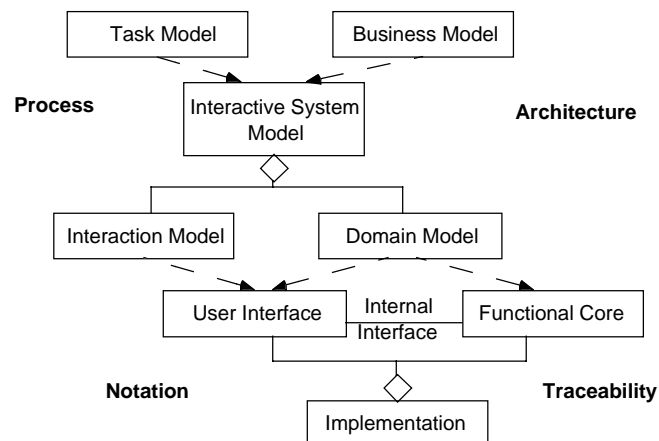 Task Model
Business Model
Process
Interactive System
Model
Architecture
Interaction Model
Domain Model
User Interface
Internal
Interface
Functional Core
Notation
Traceability
Implementation